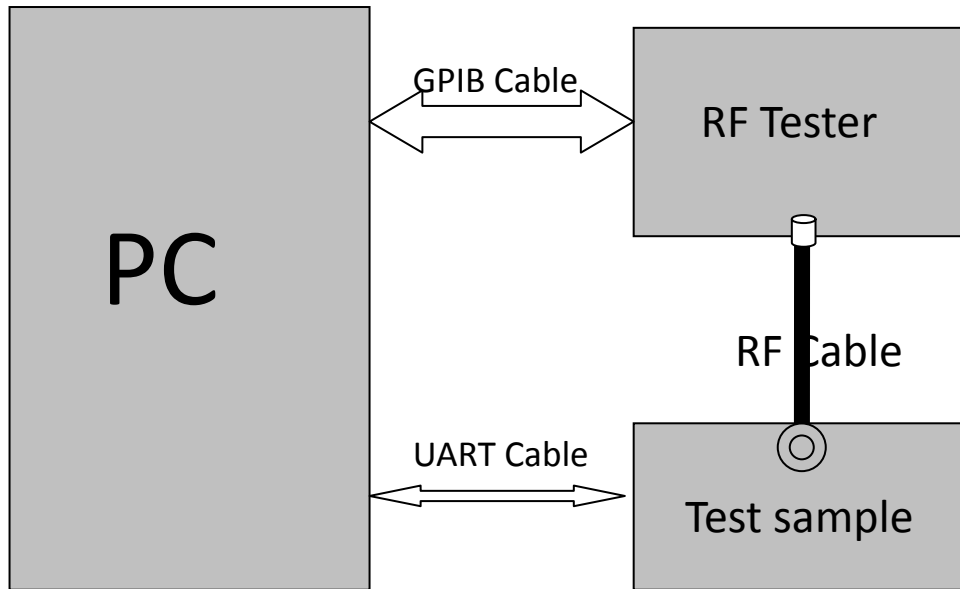 GPIB Cable
RF Tester
PC
RF Cable
UART Cable
Test sample